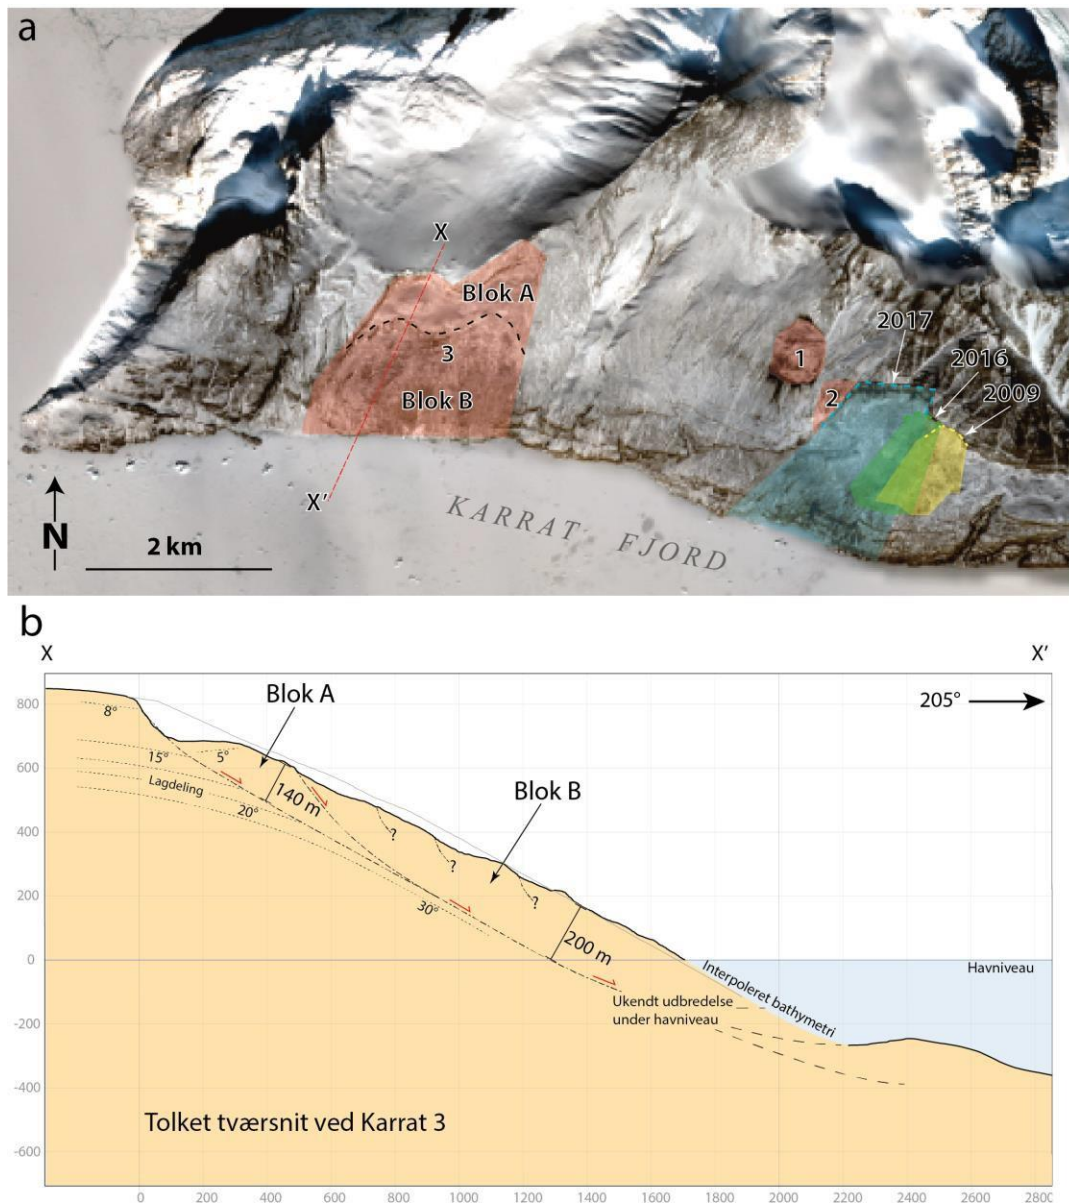 a
X
Blok A
3
Blok B
X'
1
2
2017
2016
2009
N
2 km
KARRAT FJORD
b
X
X'
205°
Blok A
8°
15°
5°
Lagdeling
20°
140 m
Blok B
?
?
?
30°
200 m
Havniveau
Interpoleret bathymetri
Ukendt udbredelse
under havniveau
Tolket tværsnit ved Karrat 3
800
600
400
200
0
-200
-400
-600
0
200
400
600
800
1000
1200
1400
1600
1800
2000
2200
2400
2600
2800